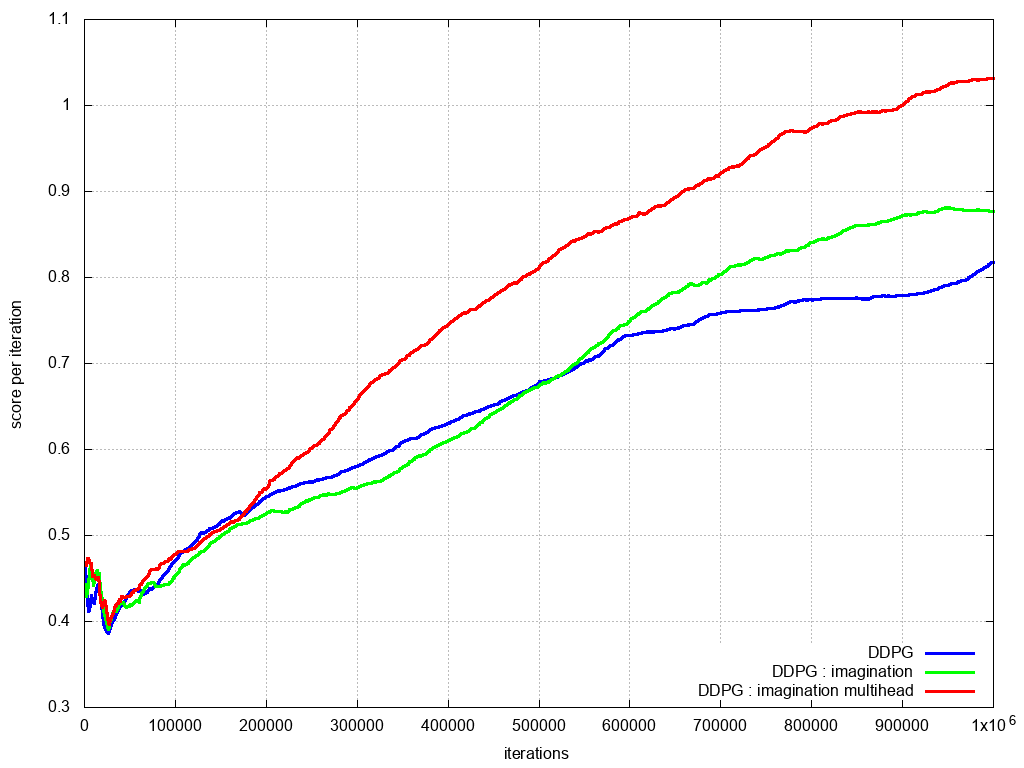 1.1
1
0.9
0.8
0.7
0.6
0.5
0.4
0.3
score per iteration
DDPG
DDPG : imagination
DDPG : imagination multihead
0 100000 200000 300000 400000 500000 600000 700000 800000 900000 1x10 6
iterations